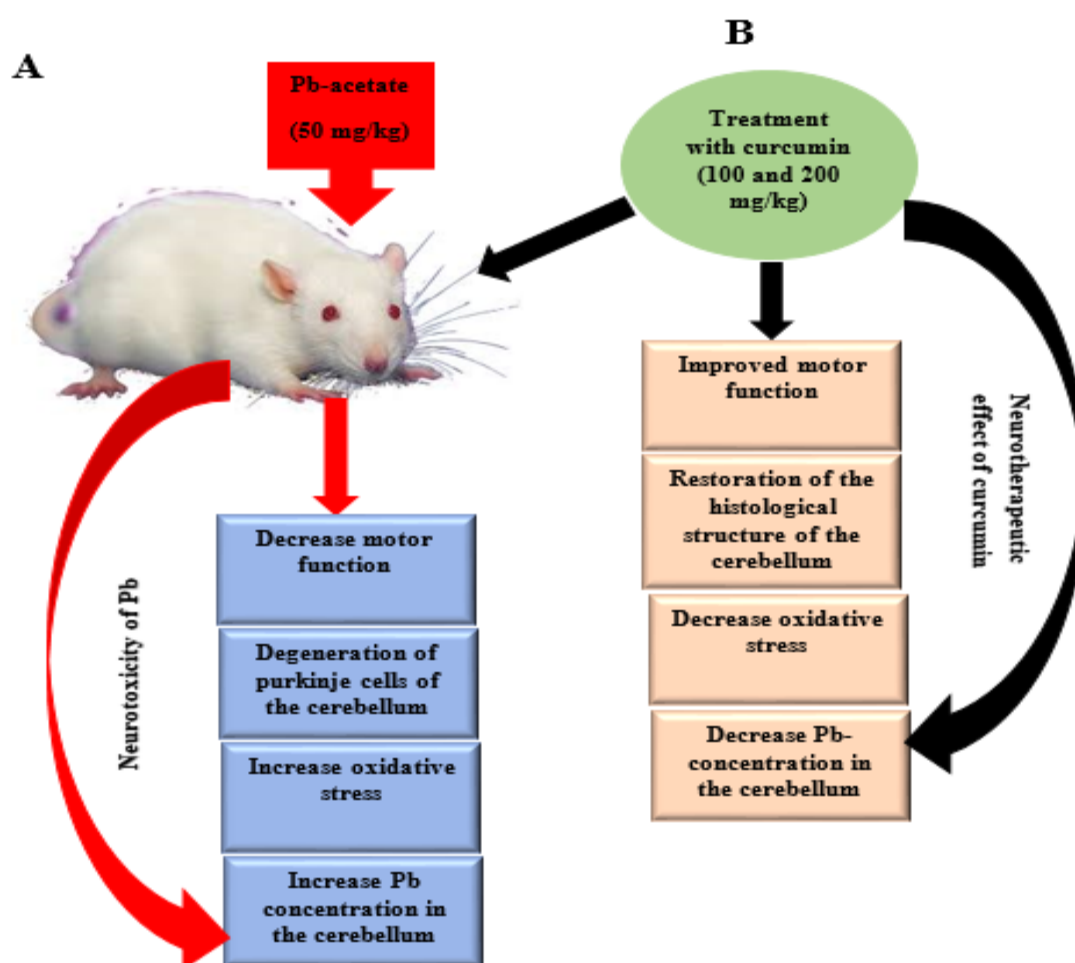 A
B
Pb-acetate
(50 mg/kg)
Treatment
with curcumin
(100 and 200
mg/kg)
Neurotoxicity of Pb
Decrease motor
function
Degeneration of
purkinje cells of
the cerebellum
Increase oxidative
stress
Increase Pb
concentration in
the cerebellum
Improved motor
function
Restoration of the
histological
structure of the
cerebellum
Decrease oxidative
stress
Decrease Pb-
concentration in
the cerebellum
Neurotherapeutic
effect of curcumin